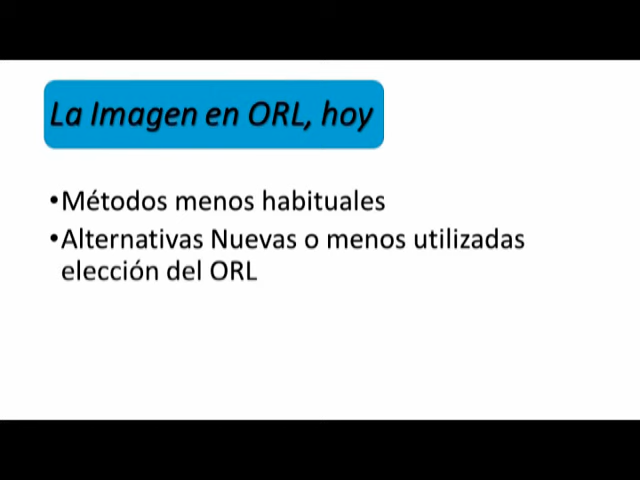 La Imagen en ORL, hoy
•Métodos menos habituales
•Alternativas Nuevas o menos utilizadas
elección del ORL